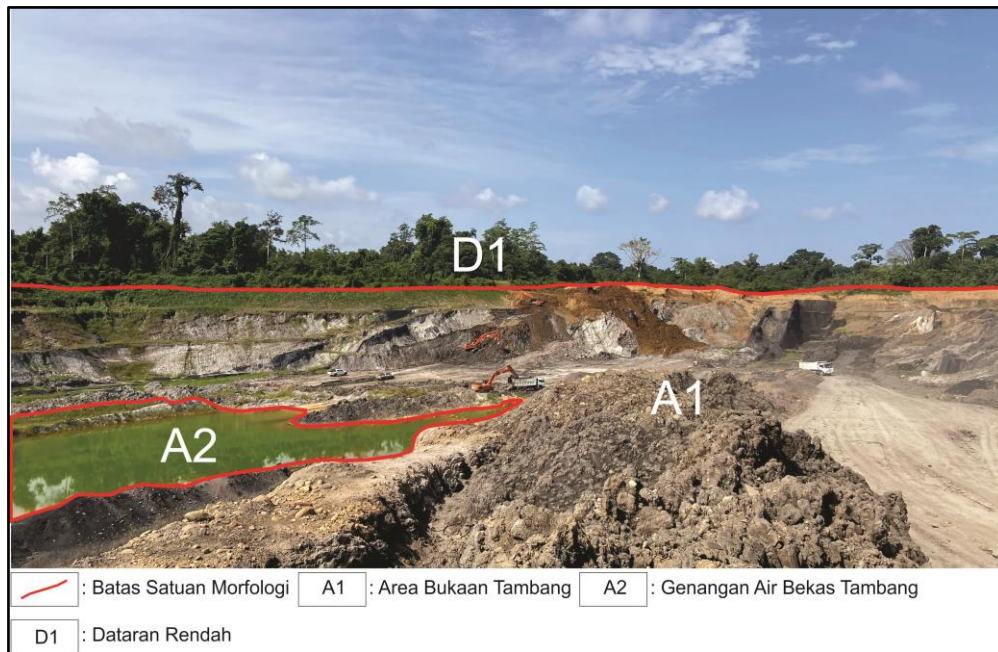 D1
A1
A2
: Batas Satuan Morfologi A1 : Area Bukaan Tambang A2 : Genangan Air Bekas Tambang
D1 : Dataran Rendah